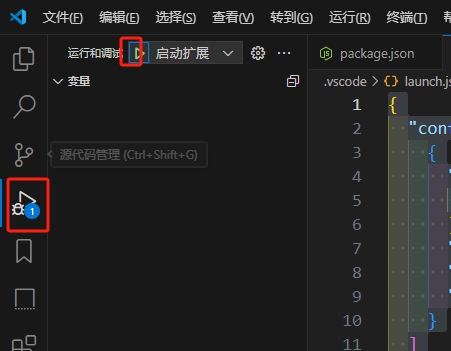 文件(F) 编辑(E) 选择(S) 查看(V) 转到(G) 运行(R) 终端(T)
运行和调试 启动扩展 package.json
变量 .vscode > {} launch.js
源代码管理 (Ctrl+Shift+G)
1
1 {
2 "con
3 {
4 "
5
6
7 "
8 "
9 "
10 }
11 ]